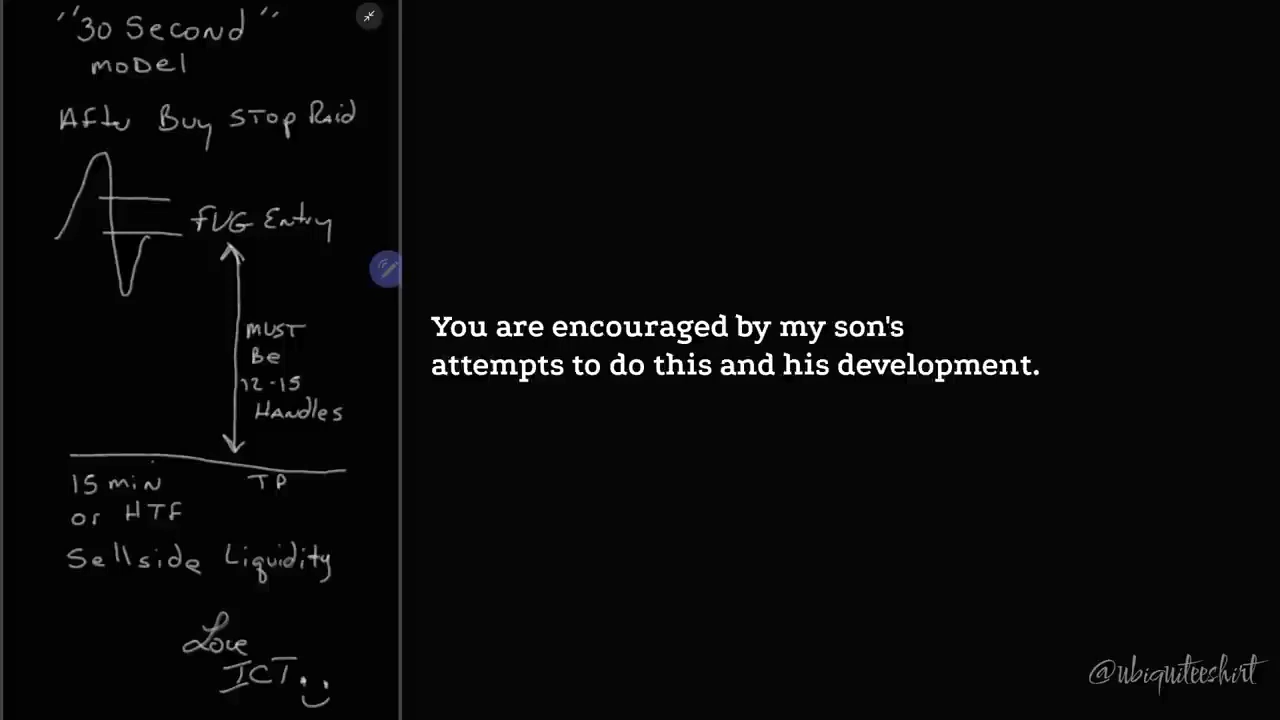 "30 Second"
moDel
After Buy STop Raid
FVG Entry
MUST
Be
12-15
HANdles
15 min
TP
or HTF
Sellside Liquidity
Love
ICT
You are encouraged by my son's
attempts to do this and his development.
@ubiquiteeshirt